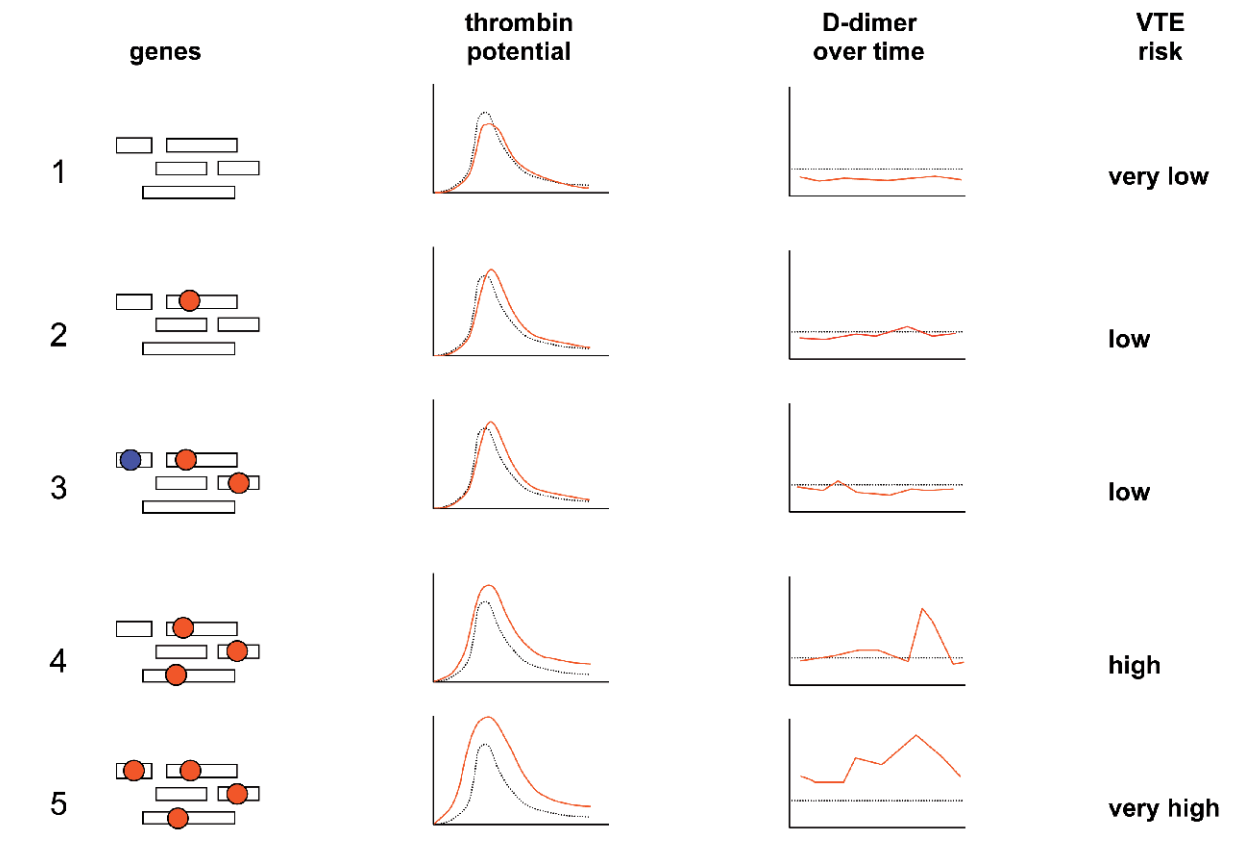 genes
thrombin
potential
D-dimer
over time
VTE
risk
1
very low
2
low
3
low
4
high
5
very high